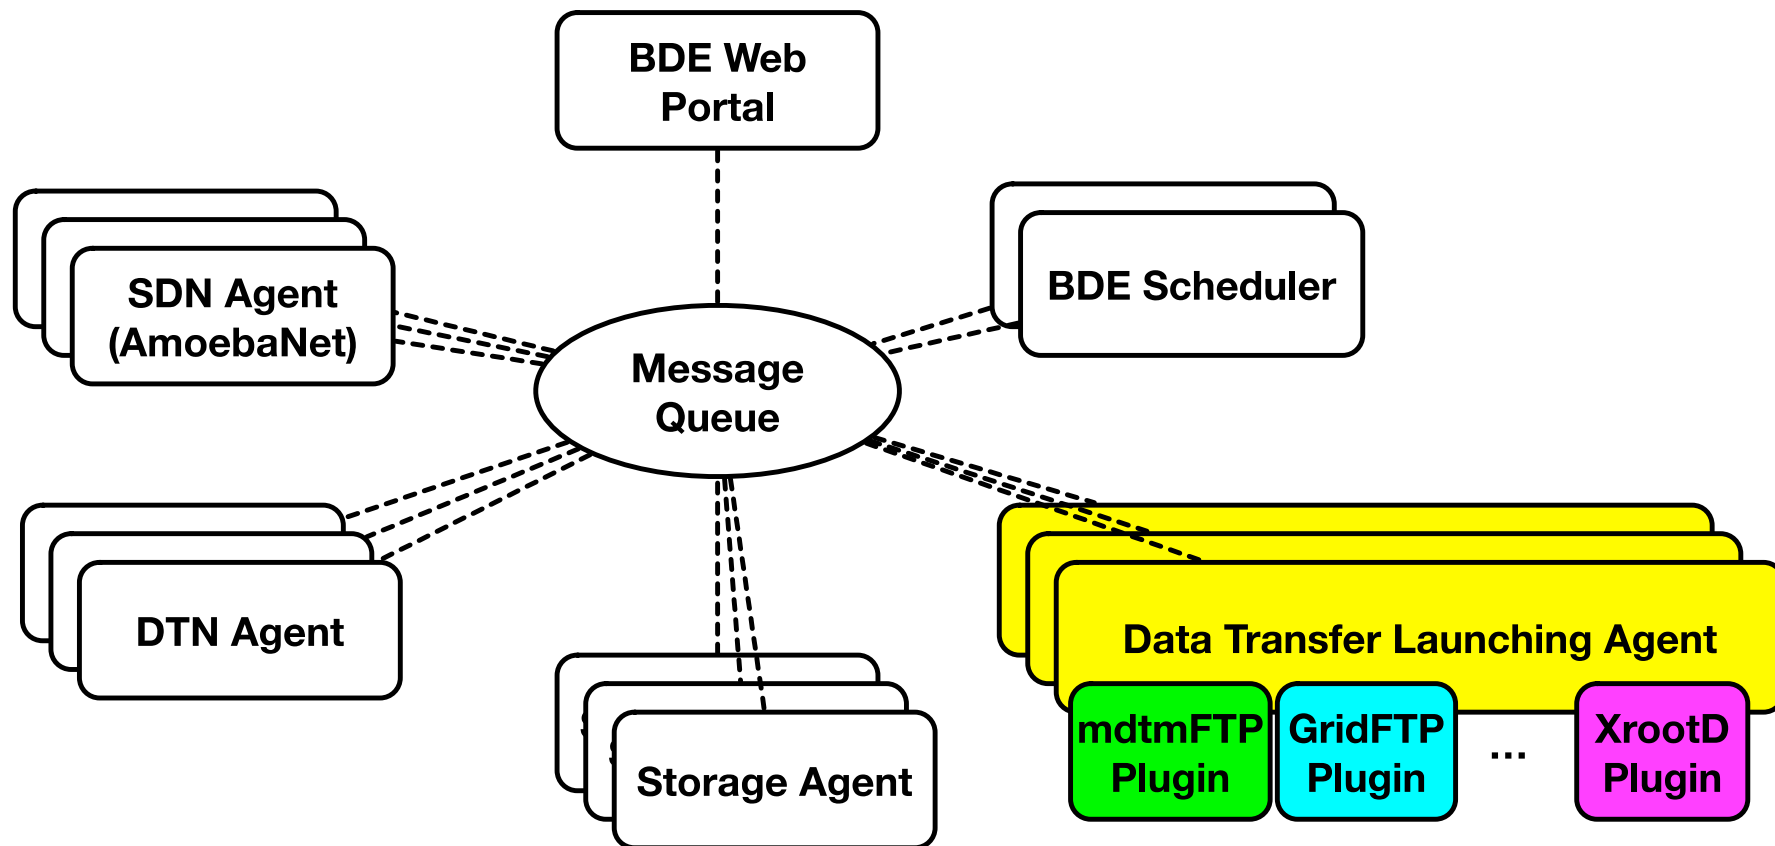 BDE Web
Portal
SDN Agent
(AmoebaNet)
BDE Scheduler
Message
Queue
DTN Agent
Data Transfer Launching Agent
mdtmFTP
Plugin
GridFTP
Plugin
...
XrootD
Plugin
Storage Agent